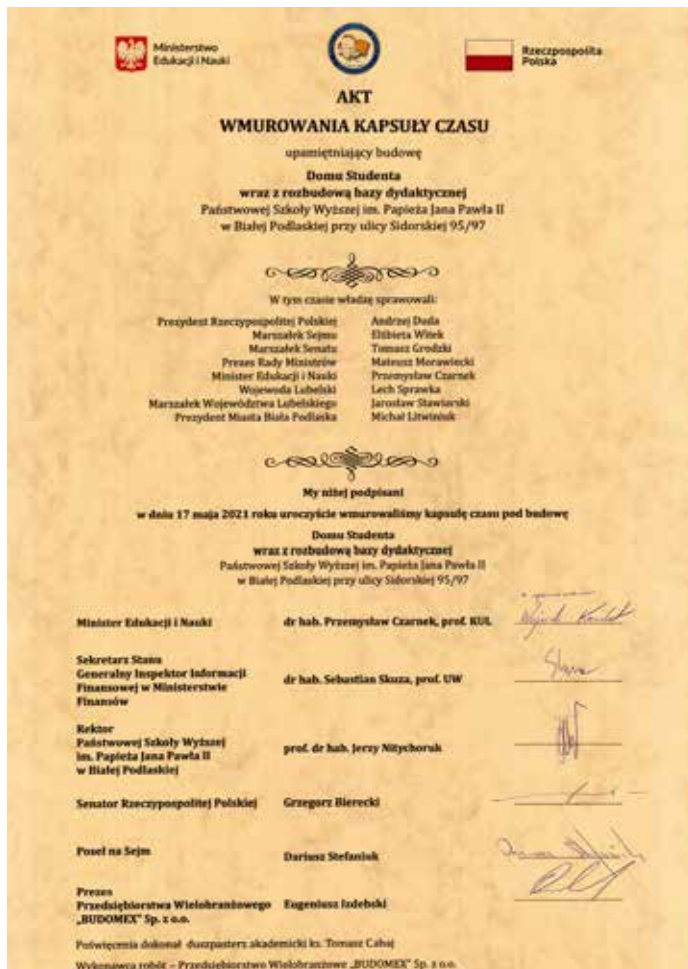 Ministerstwo
Edukacji i Nauki
Rzeczpospolita
Polska
AKT
WMUROWANIA KAPSUŁY CZASU
upamiętniający budowę
Domu Studenta
wraz z rozbudową bazy dydaktycznej
Państwowej Szkoły Wyższej im. Papieża Jana Pawła II
w Białej Podlaskiej przy ulicy Sidorskiej 95/97
W tym czasie władzę sprawowali:
Prezydent Rzeczypospolitej Polskiej Andrzej Duda
Marszałek Sejmu Elżbieta Witek
Marszałek Senatu Tomasz Grodzki
Prezes Rady Ministrów Mateusz Morawiecki
Minister Edukacji i Nauki Przemysław Czarnek
Wojewoda Lubelski Lech Sprawka
Marszałek Województwa Lubelskiego Jarosław Stawiarski
Prezydent Miasta Biała Podlaska Michał Litwiniuk
My niżej podpisani
w dniu 17 maja 2021 roku uroczyście wmurowaliśmy kapsułę czasu pod budowę
Domu Studenta
wraz z rozbudową bazy dydaktycznej
Państwowej Szkoły Wyższej im. Papieża Jana Pawła II
w Białej Podlaskiej przy ulicy Sidorskiej 95/97
Minister Edukacji i Nauki dr hab. Przemysław Czarnek, prof. KUL
Sekretarz Stanu
Generalny Inspektor Informacji
Finansowej w Ministerstwie
Finansów
dr hab. Sebastian Skuza, prof. UW
Rektor
Państwowej Szkoły Wyższej
im. Papieża Jana Pawła II
w Białej Podlaskiej
prof. dr hab. Jerzy Nitychoruk
Senator Rzeczypospolitej Polskiej Grzegorz Bierecki
Poseł na Sejm Dariusz Stefaniuk
Prezes
Przedsiębiorstwa Wielobranżowego
„BUDOMEX" Sp. z o.o.
Eugeniusz Izdebski
Poświęcenia dokonał duszpasterz akademicki ks. Tomasz Cabaj
Wykonawca robót – Przedsiębiorstwo Wielobranżowe „BUDOMEX" Sp. z o.o.